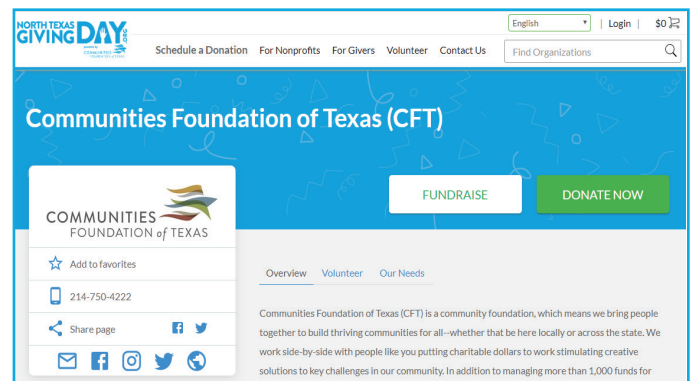 NORTH TEXAS
GIVING DAY .ORG
English
| Login |
$0
COMMUNITIES
FOUNDATION of TEXAS
Schedule a Donation For Nonprofits For Givers Volunteer Contact Us
Find Organizations
Communities Foundation of Texas (CFT)
FUNDRAISE
DONATE NOW
COMMUNITIES
FOUNDATION of TEXAS
Add to favorites
214-750-4222
Share page
Overview Volunteer Our Needs
Communities Foundation of Texas (CFT) is a community foundation, which means we bring people
together to build thriving communities for all--whether that be here locally or across the state. We
work side-by-side with people like you putting charitable dollars to work stimulating creative
solutions to key challenges in our community. In addition to managing more than 1,000 funds for